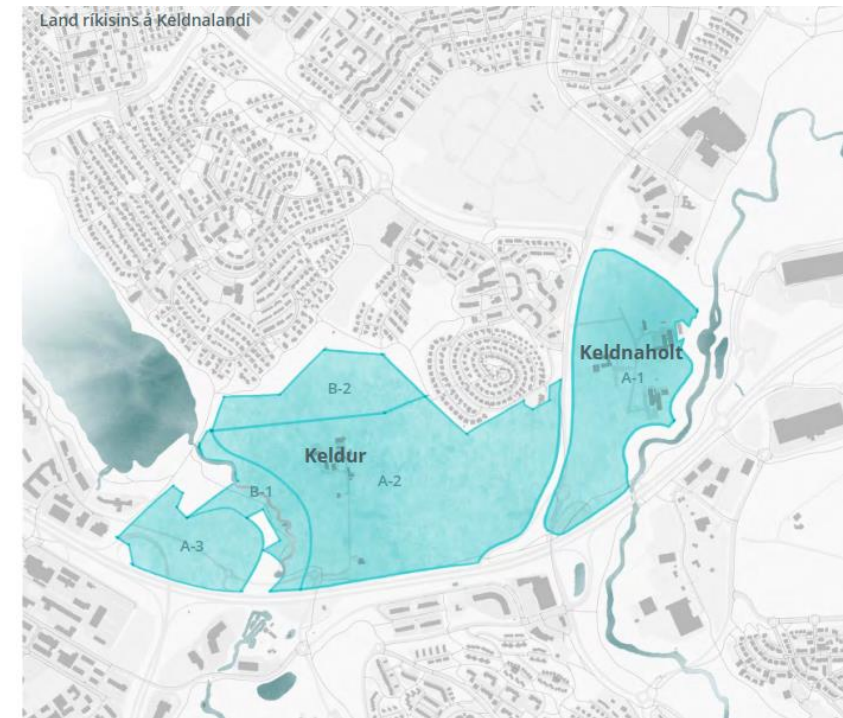 Land ríkisins á Keldnalandi
Keldnaholt
A-1
B-2
Keldur
A-2
B-1
A-3